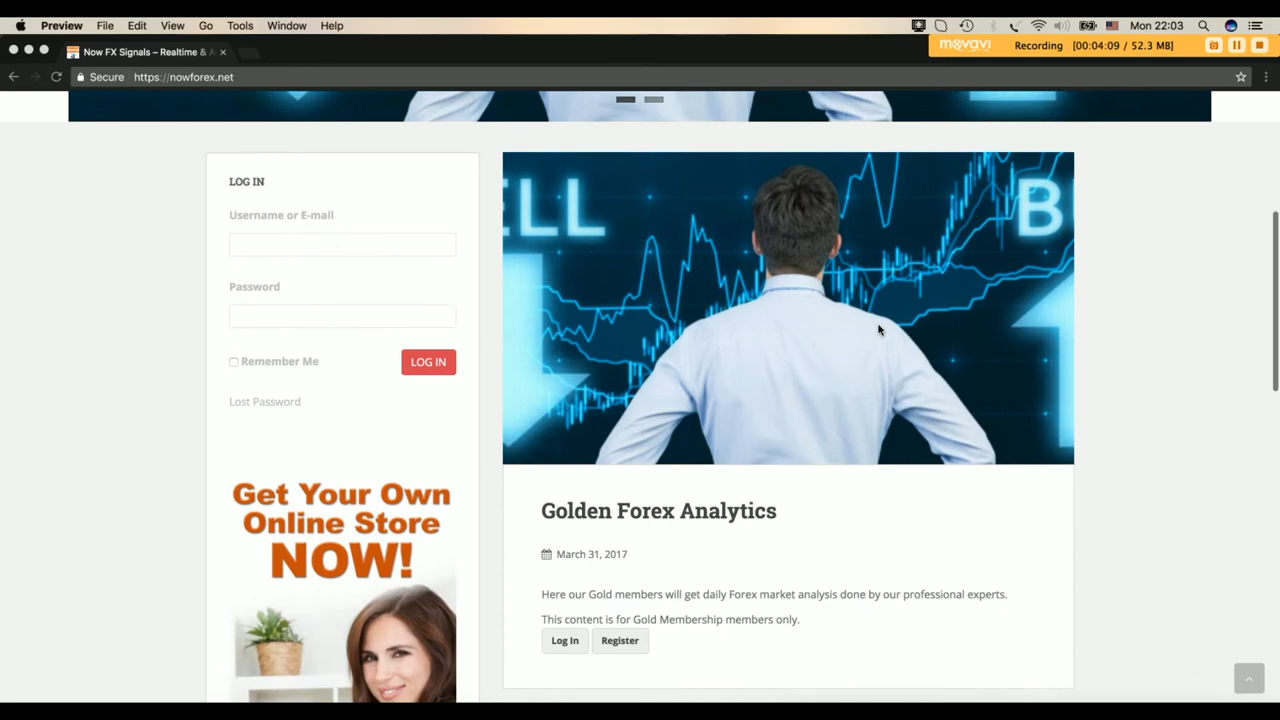 Preview File Edit View Go Tools Window Help Mon 22:03
Now FX Signals – Realtime & A
movavi Recording [00:04:09 / 52.3 MB]
Secure https://nowforex.net
LOG IN
Username or E-mail
Password
Remember Me LOG IN
Lost Password
Get Your Own
Online Store
NOW!
ELL B
Golden Forex Analytics
March 31, 2017
Here our Gold members will get daily Forex market analysis done by our professional experts.
This content is for Gold Membership members only.
Log In Register